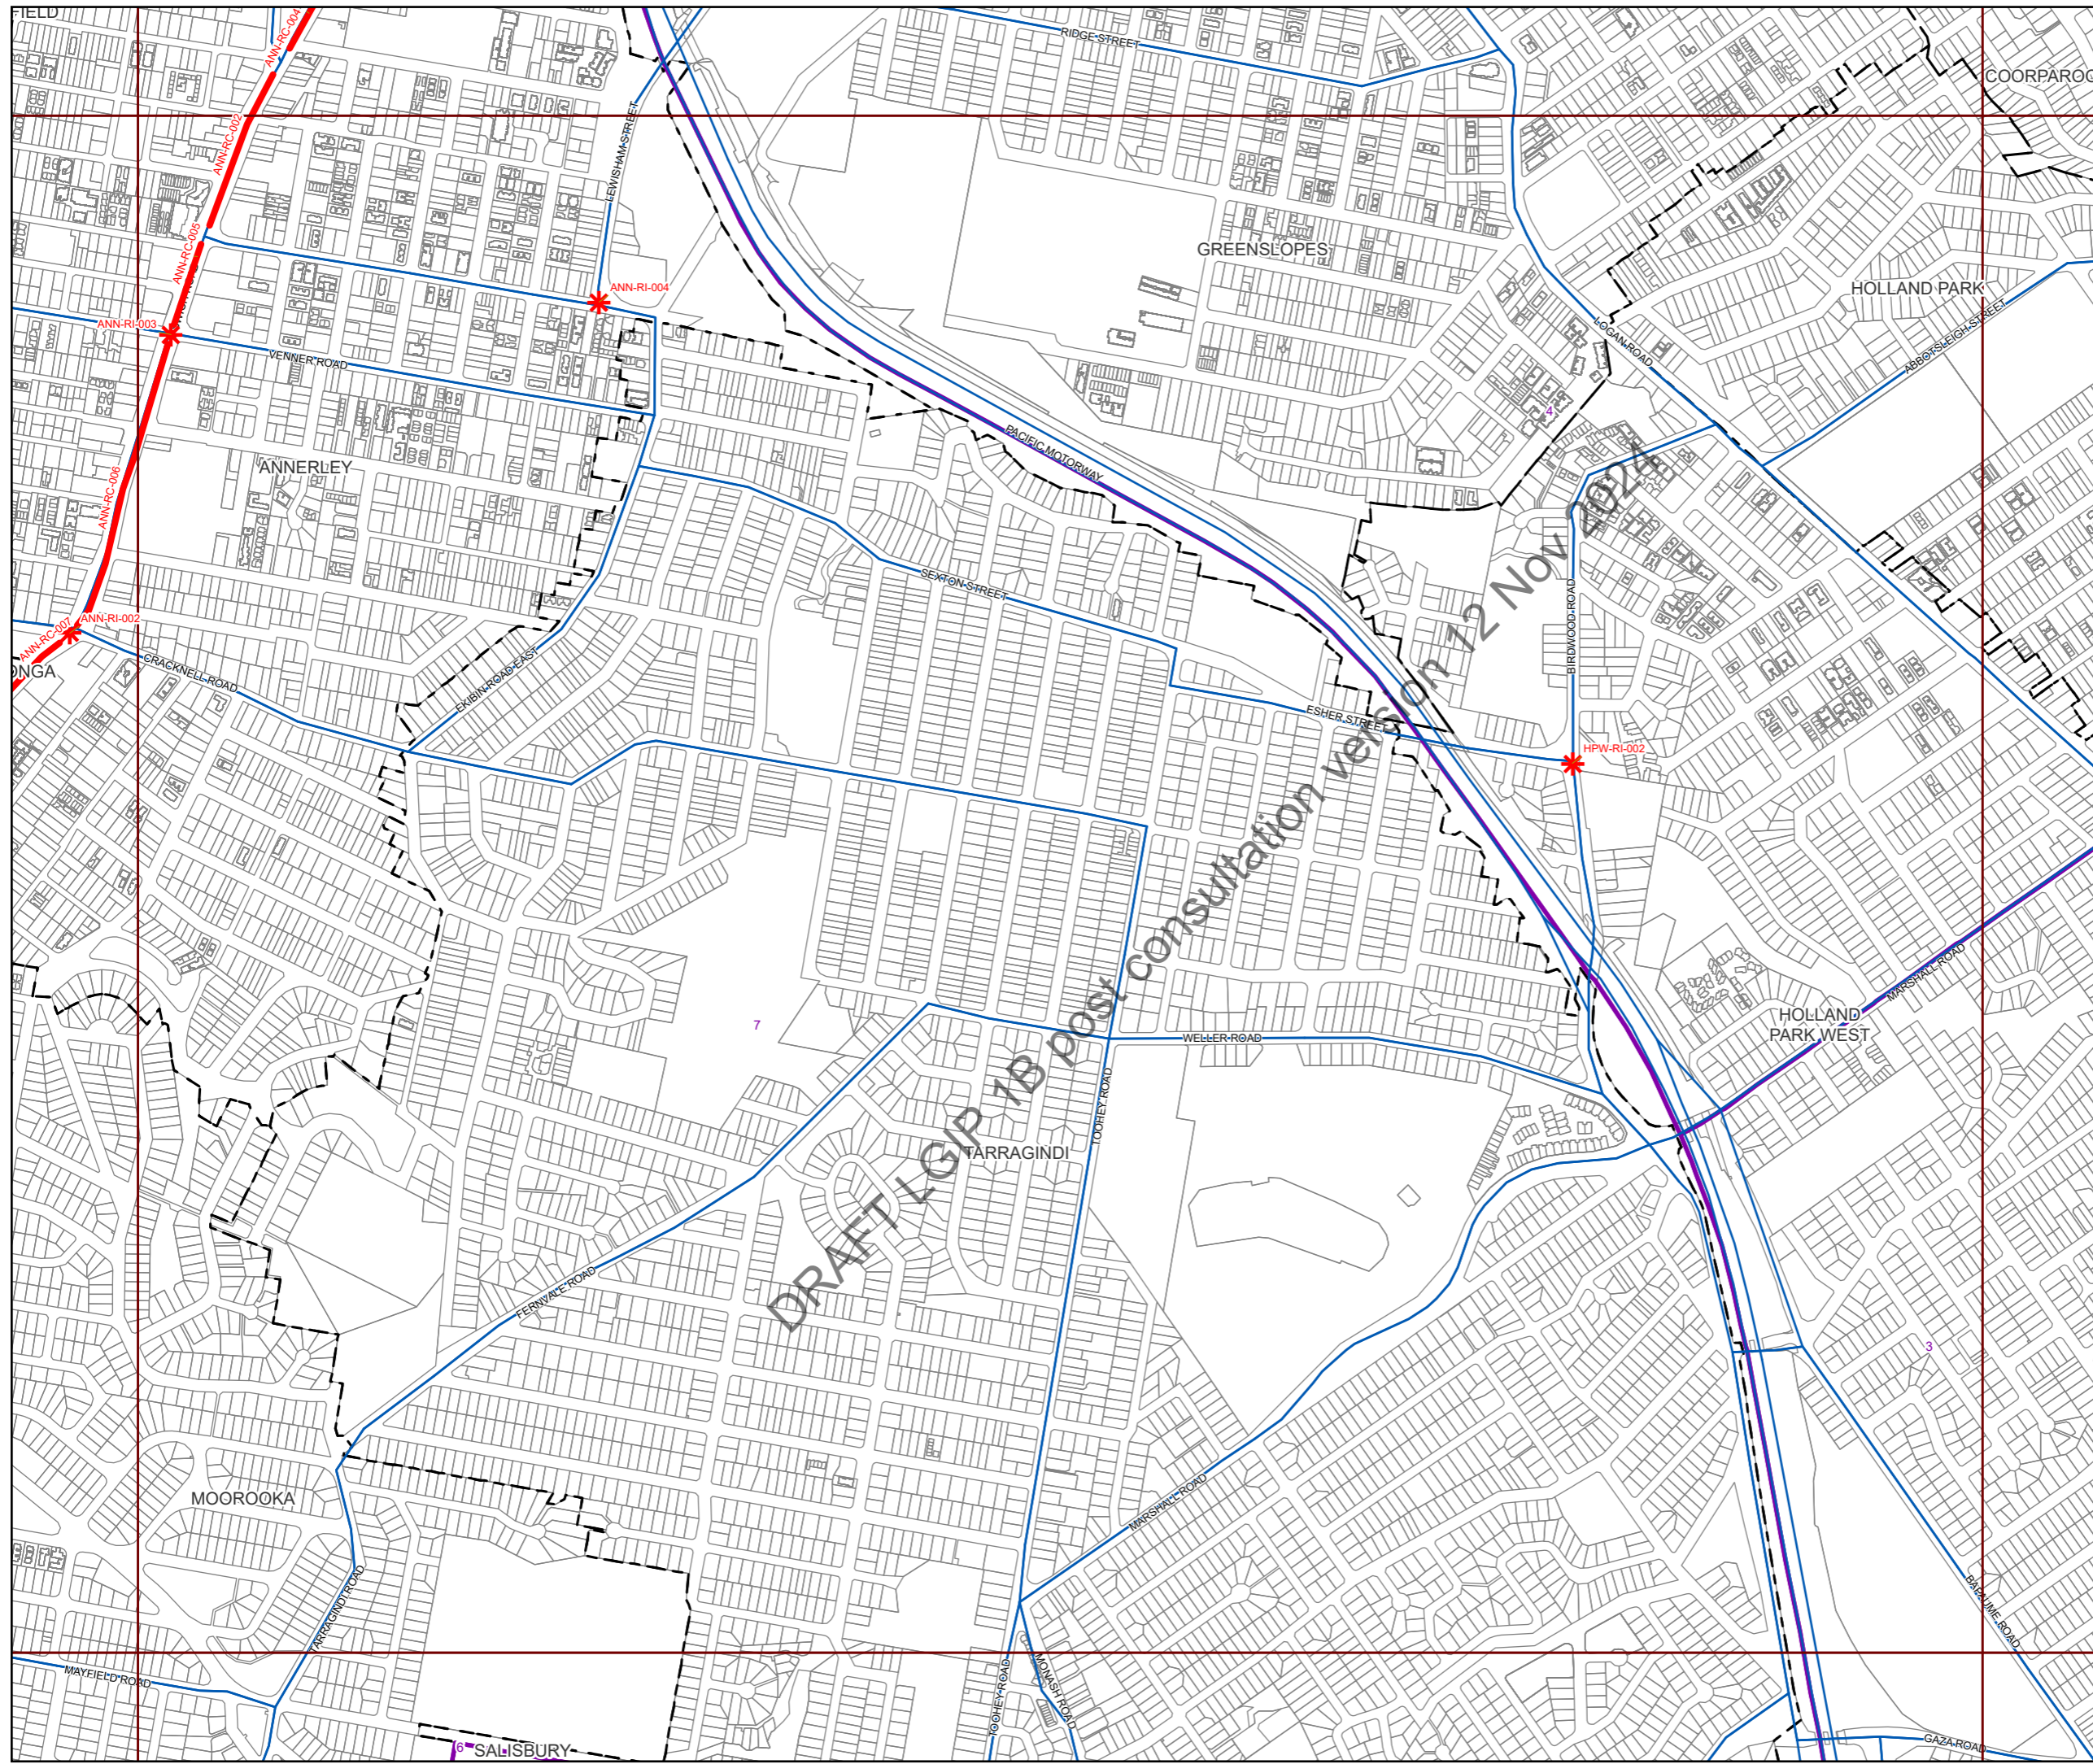 FIELD
ANN-RC-004
RIDGE STREET
COORPAROO
ANN-RC-002
LEWISHAM STREET
ANN-RC-005
GREENSLOPES
ANN-RI-004
HOLLAND PARK
ANN-RI-003
VENNER ROAD
LOGAN ROAD
ABBOTSLEIGH STREET
4
PACIFIC MOTORWAY
ANNERLEY
ANN-RC-006
SEXTON STREET
BIRDWOOD ROAD
ANN-RI-002
ANN-RC-007
ONGA
CRACKNELL ROAD
EKIBIN ROAD EAST
ESHER STREET
HPW-RI-002
DRAFT LGIP 1B post consultation version 12 Nov 2024
MARSHALL ROAD
7
HOLLAND
PARK WEST
WELLER ROAD
TOOHEY ROAD
TARRAGINDI
FERNVALE ROAD
3
MOOROOKA
MARSHALL ROAD
TARRAGINDI ROAD
BAPAUME ROAD
MAYFIELD ROAD
TOOHEY ROAD
MONASH ROAD
6
SALISBURY
GAZA ROAD